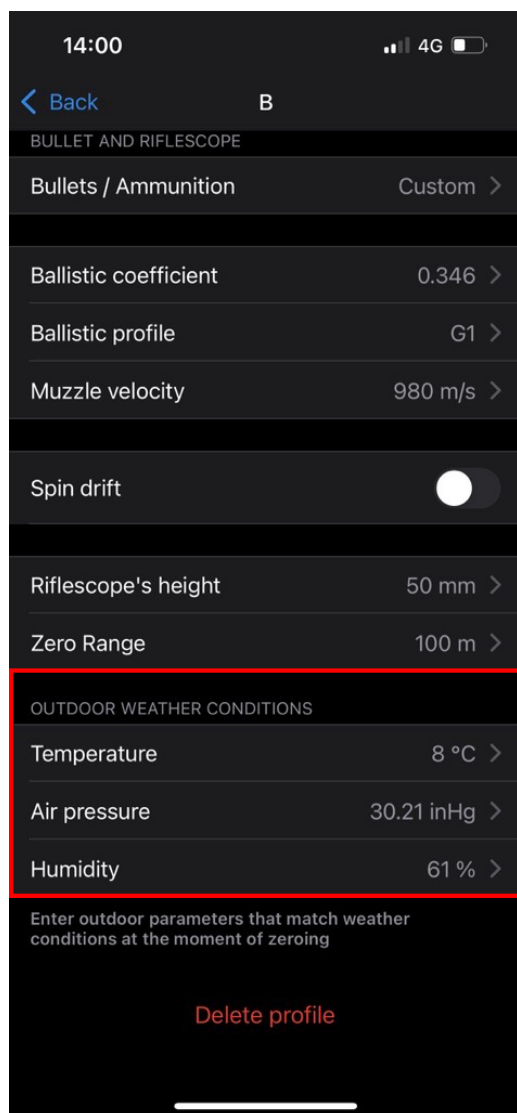 14:00 4G
Back B
BULLET AND RIFLESCOPE
Bullets / Ammunition Custom
Ballistic coefficient 0.346
Ballistic profile G1
Muzzle velocity 980 m/s
Spin drift
Riflescope's height 50 mm
Zero Range 100 m
OUTDOOR WEATHER CONDITIONS
Temperature 8 °C
Air pressure 30.21 inHg
Humidity 61 %
Enter outdoor parameters that match weather
conditions at the moment of zeroing
Delete profile